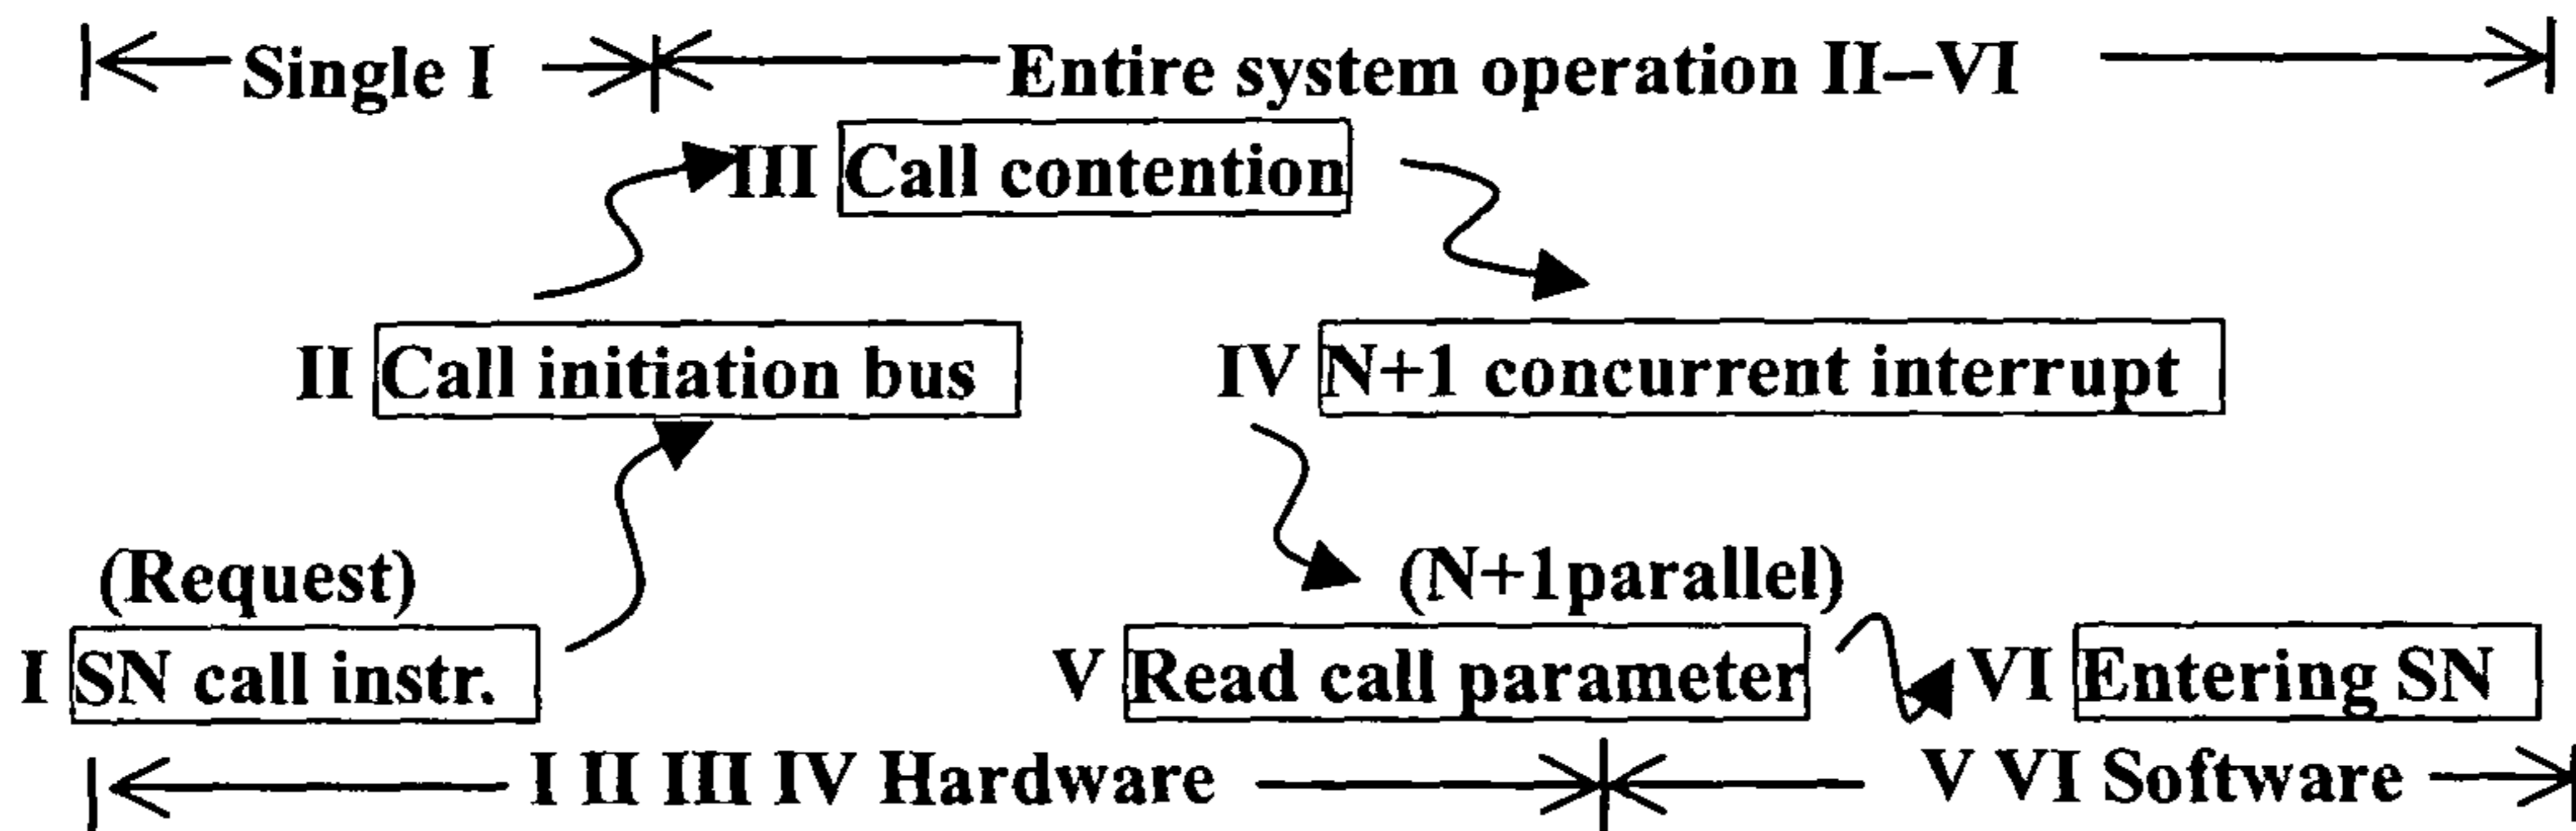 Single I Entire system operation II–VI
III Call contention
II Call initiation bus IV N+1 concurrent interrupt
(Request) (N+1parallel)
I SN call instr. V Read call parameter VI Entering SN
I II III IV Hardware V VI Software